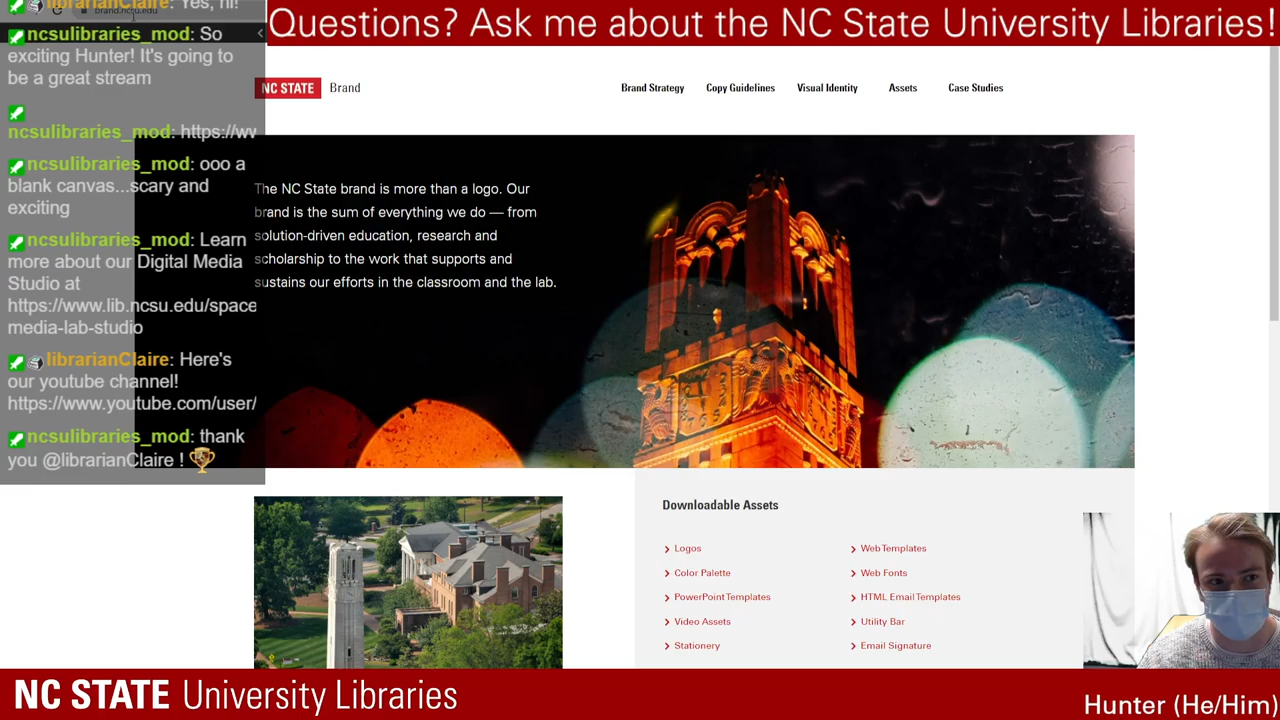 Questions? Ask me about the NC State University Libraries!
librarianClaire: Yes, hi!
ncsulibraries_mod: So
exciting Hunter! It's going to
be a great stream
ncsulibraries_mod: https://ww
ncsulibraries_mod: ooo a
blank canvas...scary and
exciting
ncsulibraries_mod: Learn
more about our Digital Media
Studio at
https://www.lib.ncsu.edu/space
media-lab-studio
librarianClaire: Here's
our youtube channel!
https://www.youtube.com/user/
ncsulibraries_mod: thank
you @librarianClaire !
NC STATE Brand
Brand Strategy
Copy Guidelines
Visual Identity
Assets
Case Studies
The NC State brand is more than a logo. Our
brand is the sum of everything we do — from
solution-driven education, research and
scholarship to the work that supports and
sustains our efforts in the classroom and the lab.
Downloadable Assets
Logos
Color Palette
PowerPoint Templates
Video Assets
Stationery
Web Templates
Web Fonts
HTML Email Templates
Utility Bar
Email Signature
NC STATE University Libraries
Hunter (He/Him)